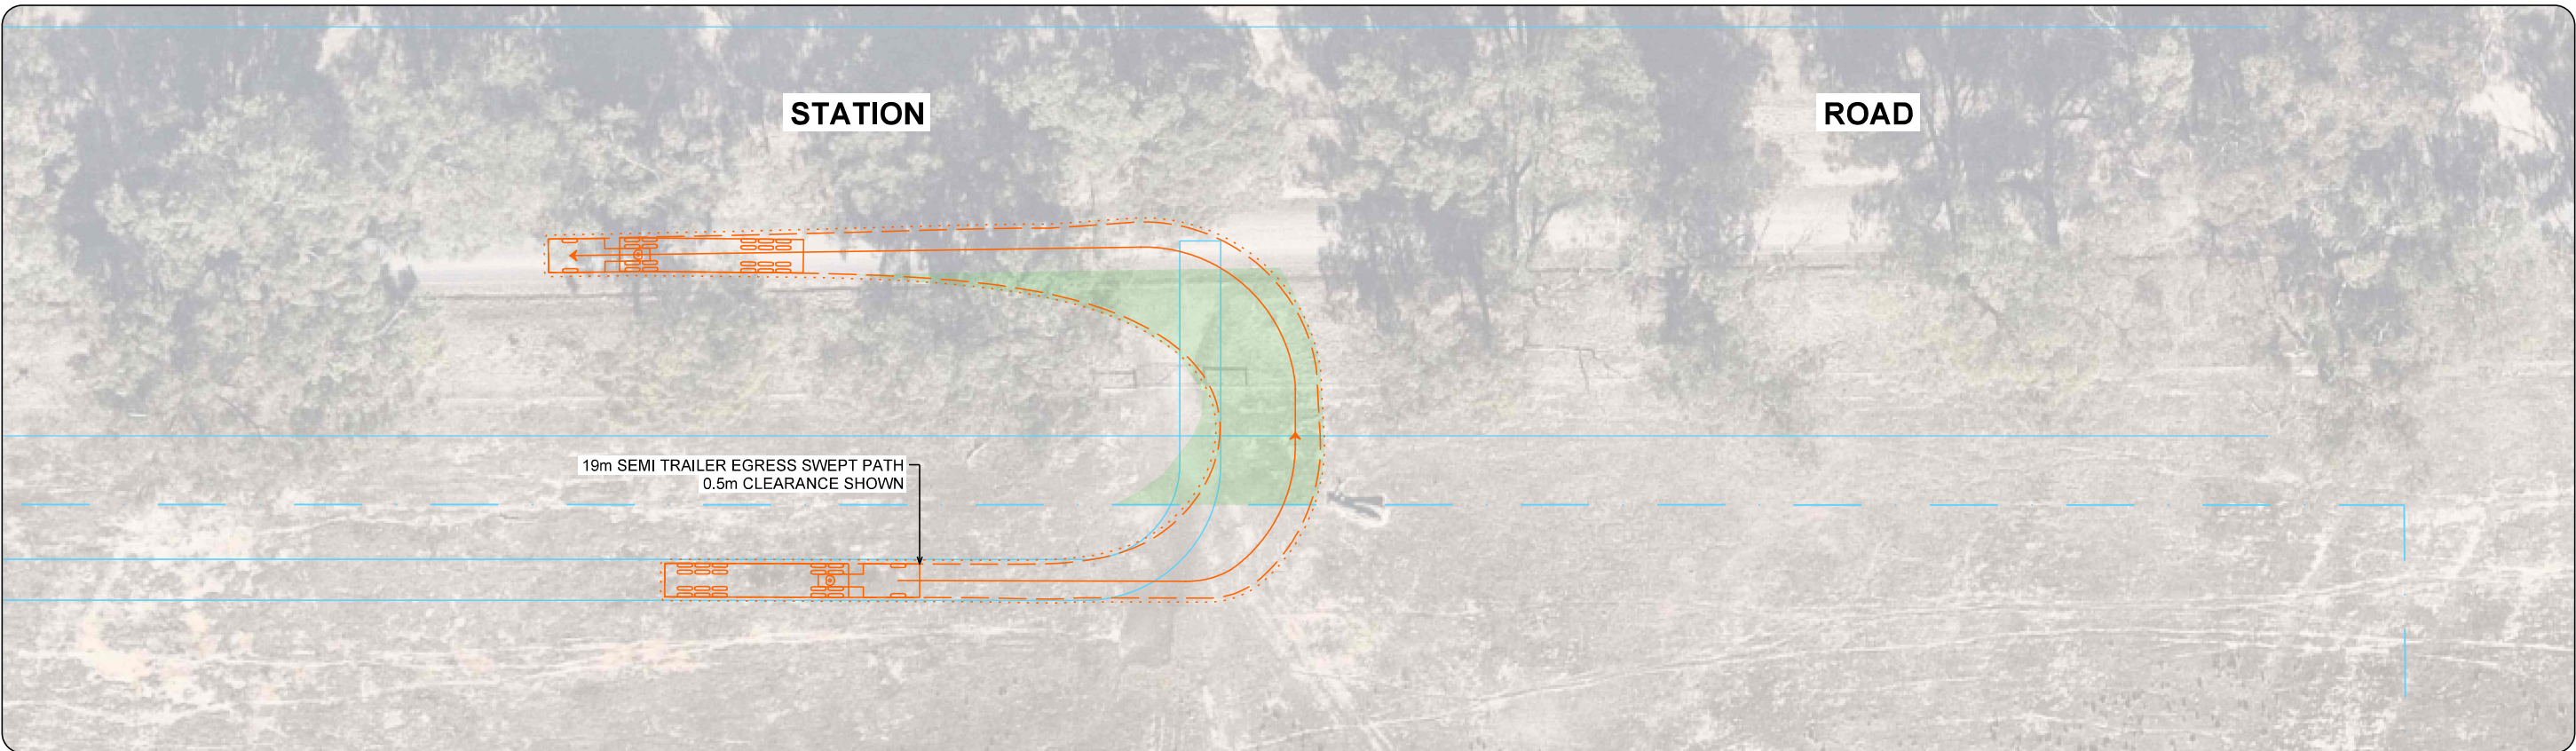 STATION ROAD
19m SEMI TRAILER EGRESS SWEPT PATH
0.5m CLEARANCE SHOWN